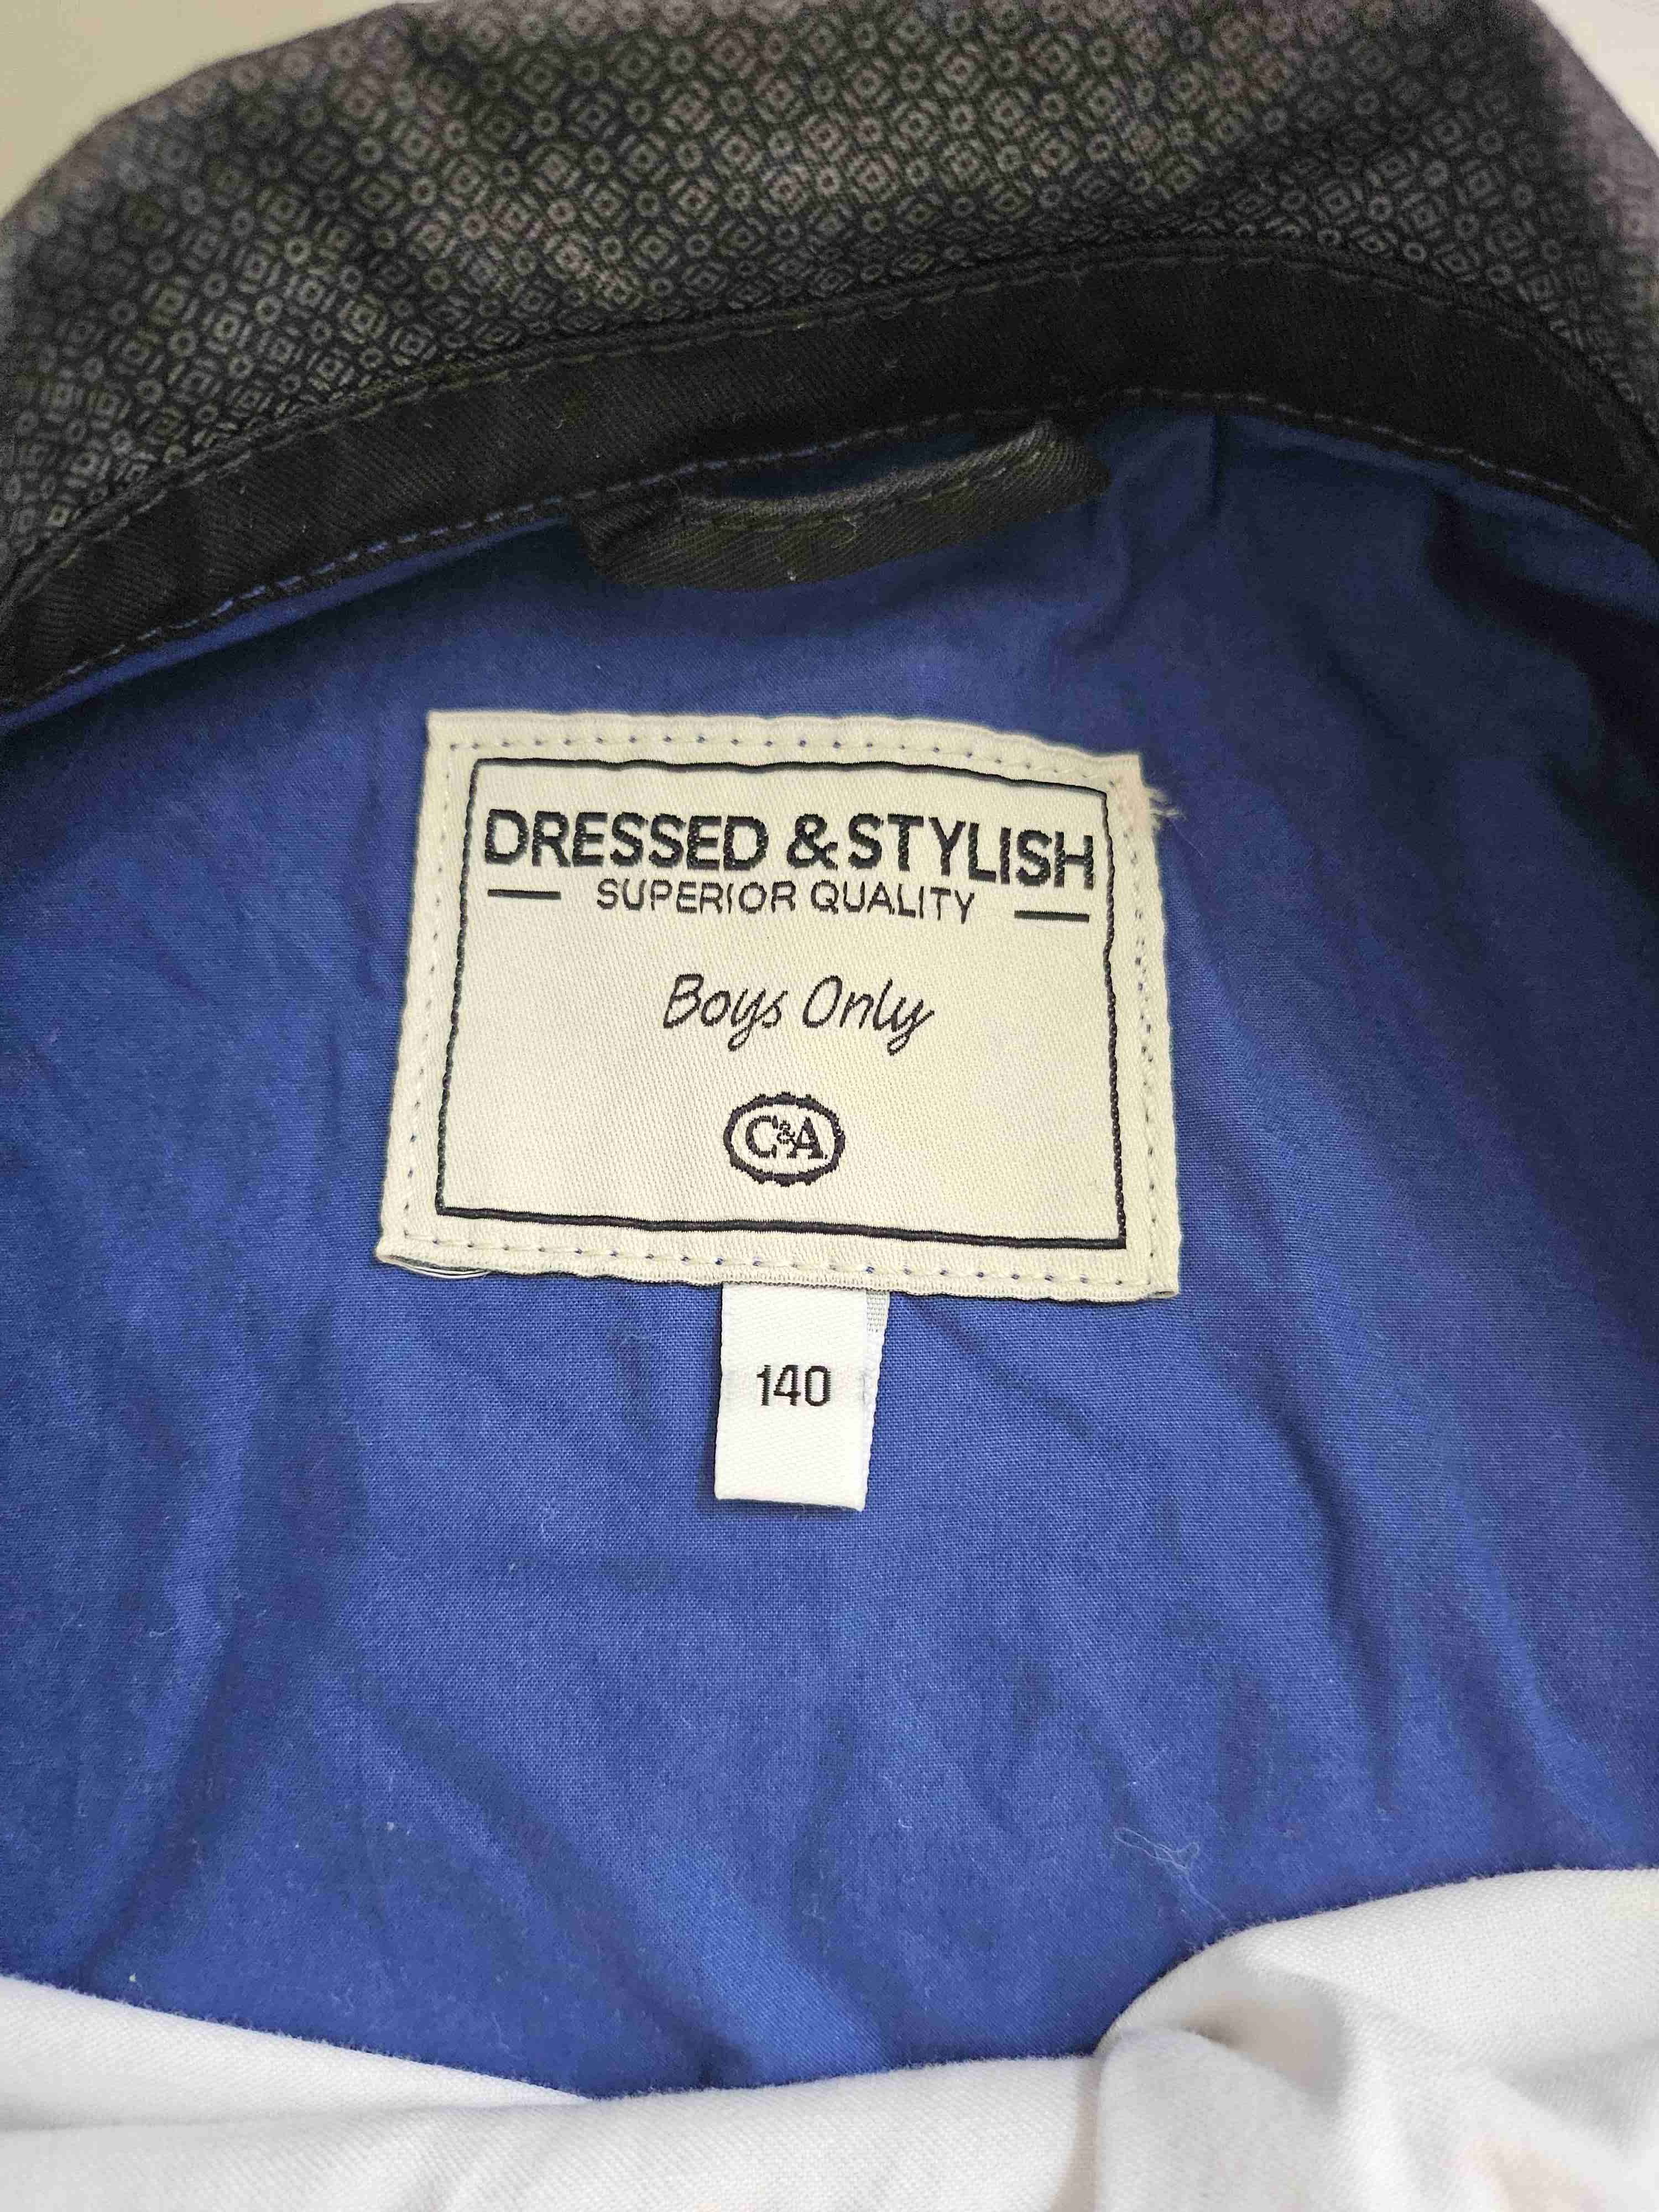 DRESSED & STYLISH
SUPERIOR QUALITY
Boys Only
C&A
140